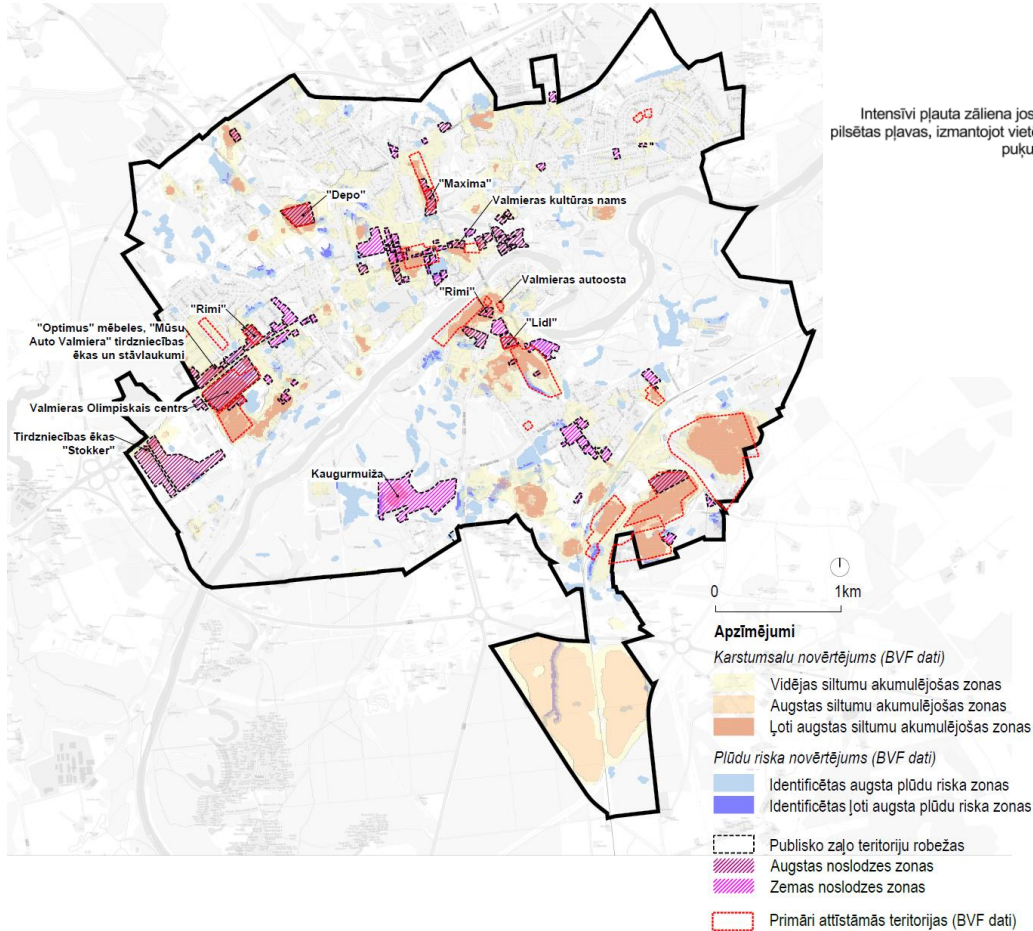 Intensīvi pļauta zāliena jos
pilsētas pļavas, izmantojot viet
puķu
"Depo"
"Maxima"
Valmieras kultūras nams
"Rimi"
Valmieras autoosta
"Lidl"
"Rimi"
"Optimus" mēbeles, "Mūsu
Auto Valmiera" tirdzniecības
ēkas un stāvlaukumi
Valmieras Olimpiskais centrs
Tirdzniecības ēkas
"Stokker"
Kaugurmuiža
0 1km
Apzīmējumi
Karstumsalu novērtējums (BVF dati)
Vidējas siltumu akumulējošas zonas
Augstas siltumu akumulējošas zonas
Ļoti augstas siltumu akumulējošas zonas
Plūdu riska novērtējums (BVF dati)
Identificētas augsta plūdu riska zonas
Identificētas ļoti augsta plūdu riska zonas
Publisko zaļo teritoriju robežas
Augstas noslodzes zonas
Zemas noslodzes zonas
Primāri attīstāmās teritorijas (BVF dati)